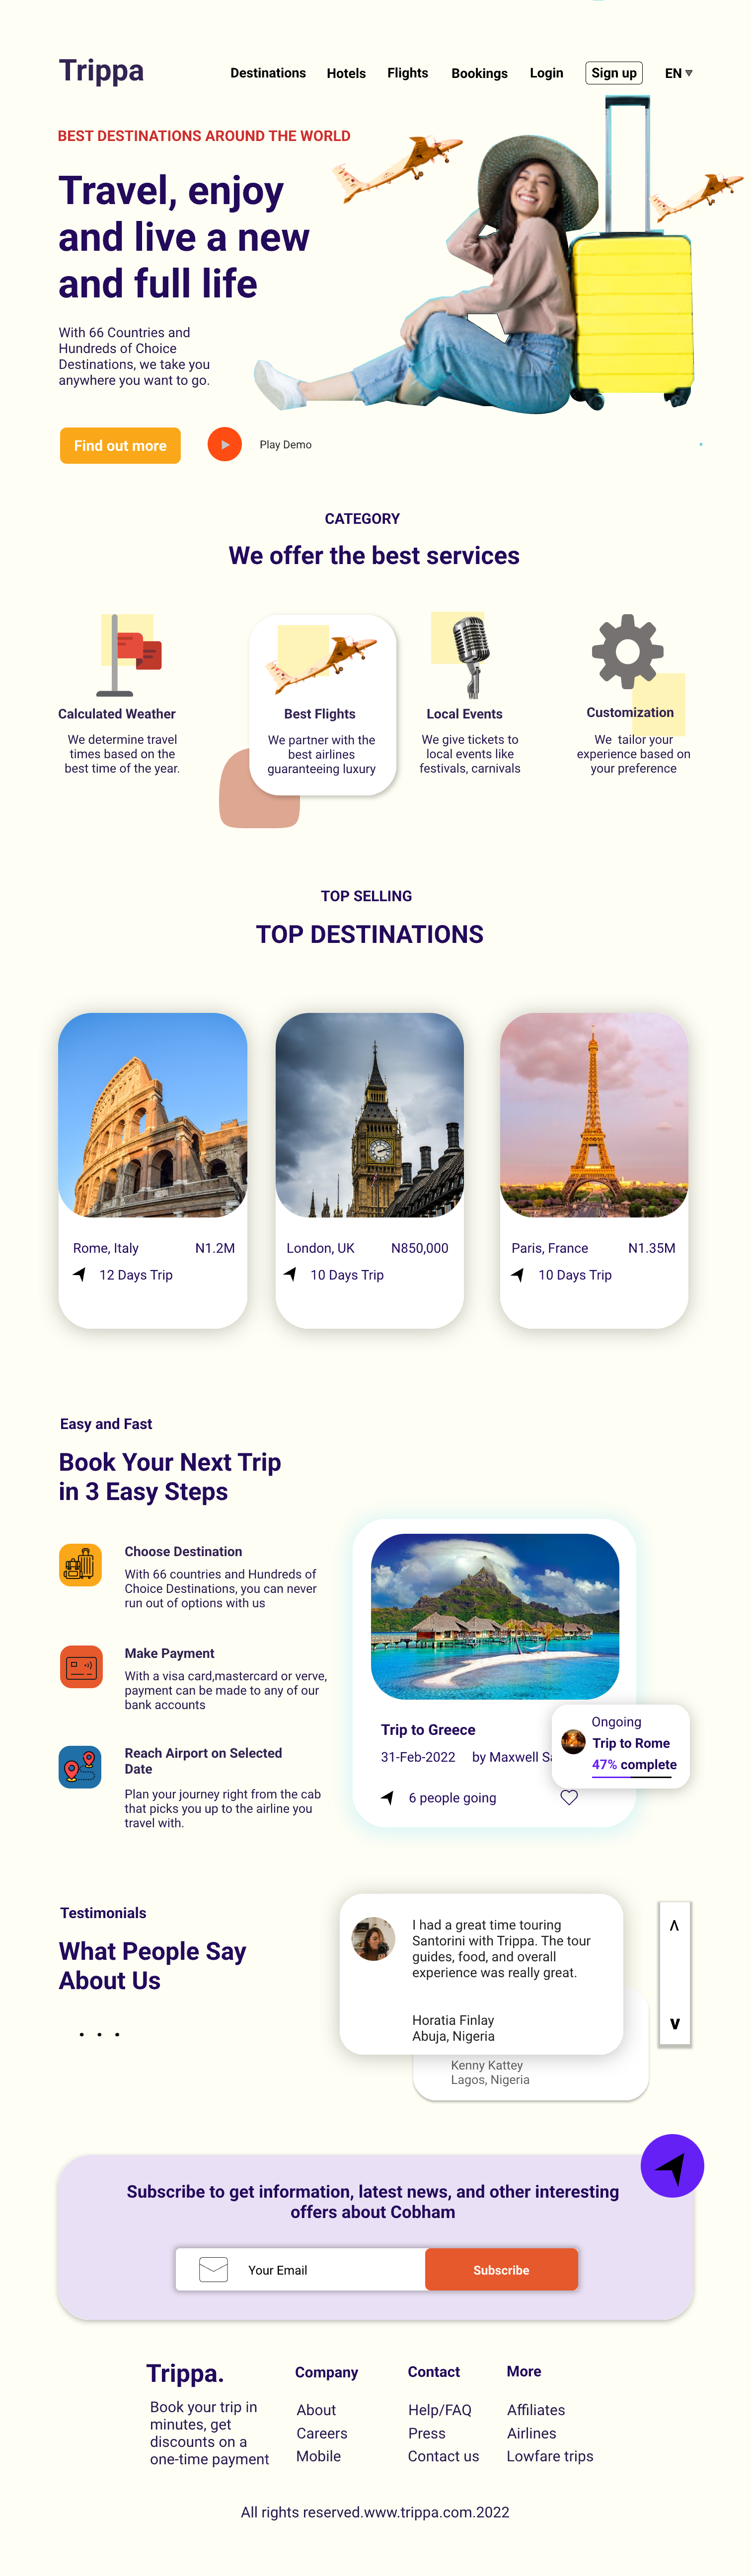 Trippa
Destinations Hotels Flights Bookings Login Sign up EN
BEST DESTINATIONS AROUND THE WORLD
Travel, enjoy
and live a new
and full life
With 66 Countries and
Hundreds of Choice
Destinations, we take you
anywhere you want to go.
Find out more
Play Demo
CATEGORY
We offer the best services
Calculated Weather
We determine travel
times based on the
best time of the year.
Best Flights
We partner with the
best airlines
guaranteeing luxury
Local Events
We give tickets to
local events like
festivals, carnivals
Customization
We tailor your
experience based on
your preference
TOP SELLING
TOP DESTINATIONS
Rome, Italy N1.2M
12 Days Trip
London, UK N850,000
10 Days Trip
Paris, France N1.35M
10 Days Trip
Easy and Fast
Book Your Next Trip
in 3 Easy Steps
Choose Destination
With 66 countries and Hundreds of
Choice Destinations, you can never
run out of options with us
Make Payment
With a visa card,mastercard or verve,
payment can be made to any of our
bank accounts
Reach Airport on Selected
Date
Plan your journey right from the cab
that picks you up to the airline you
travel with.
Trip to Greece
31-Feb-2022 by Maxwell
6 people going
Ongoing
Trip to Rome
47% complete
Testimonials
What People Say
About Us
I had a great time touring
Santorini with Trippa. The tour
guides, food, and overall
experience was really great.
Horatia Finlay
Abuja, Nigeria
Kenny Kattey
Lagos, Nigeria
Subscribe to get information, latest news, and other interesting
offers about Cobham
Your Email
Subscribe
Trippa.
Book your trip in
minutes, get
discounts on a
one-time payment
Company
About
Careers
Mobile
Contact
Help/FAQ
Press
Contact us
More
Affiliates
Airlines
Lowfare trips
All rights reserved.www.trippa.com.2022